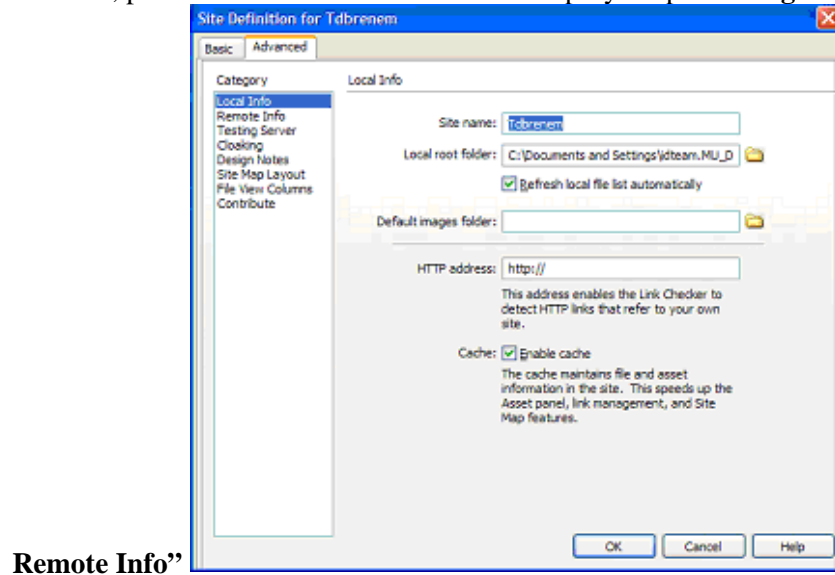 Site Definition for Tdbrenem
Basic Advanced
Category
Local Info
Remote Info
Testing Server
Cloaking
Design Notes
Site Map Layout
File View Columns
Contribute
Local Info
Site name: Tdbrenem
Local root folder: C:\Documents and Settings\idteam.MU_D
Refresh local file list automatically
Default images folder:
HTTP address: http://
This address enables the Link Checker to
detect HTTP links that refer to your own
site.
Cache: Enable cache
The cache maintains file and asset
information in the site. This speeds up the
Asset panel, link management, and Site
Map features.
OK Cancel Help
Remote Info”